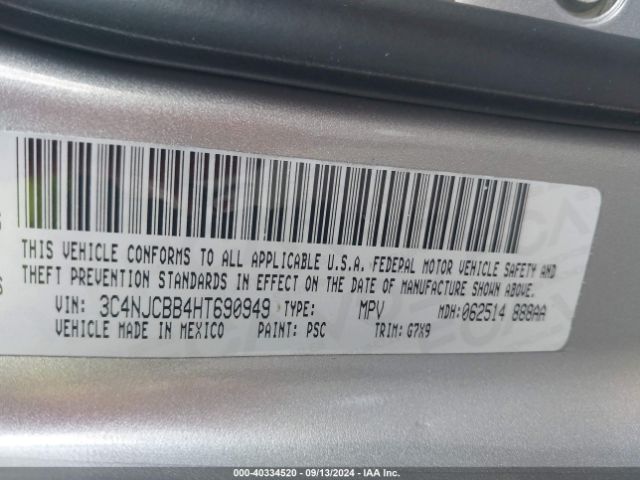 THIS VEHICLE CONFORMS TO ALL APPLICABLE U.S.A. FEDERAL MOTOR VEHICLE SAFETY AND
THEFT PREVENTION STANDARDS IN EFFECT ON THE DATE OF MANUFACTURE SHOWN ABOVE.
VIN: 3C4NJCBB4HT690949 TYPE: MPV MDH: 062514 888AA
VEHICLE MADE IN MEXICO PAINT: PSC TRIM: G7X9
000-40334520 - 09/13/2024 - IAA Inc.